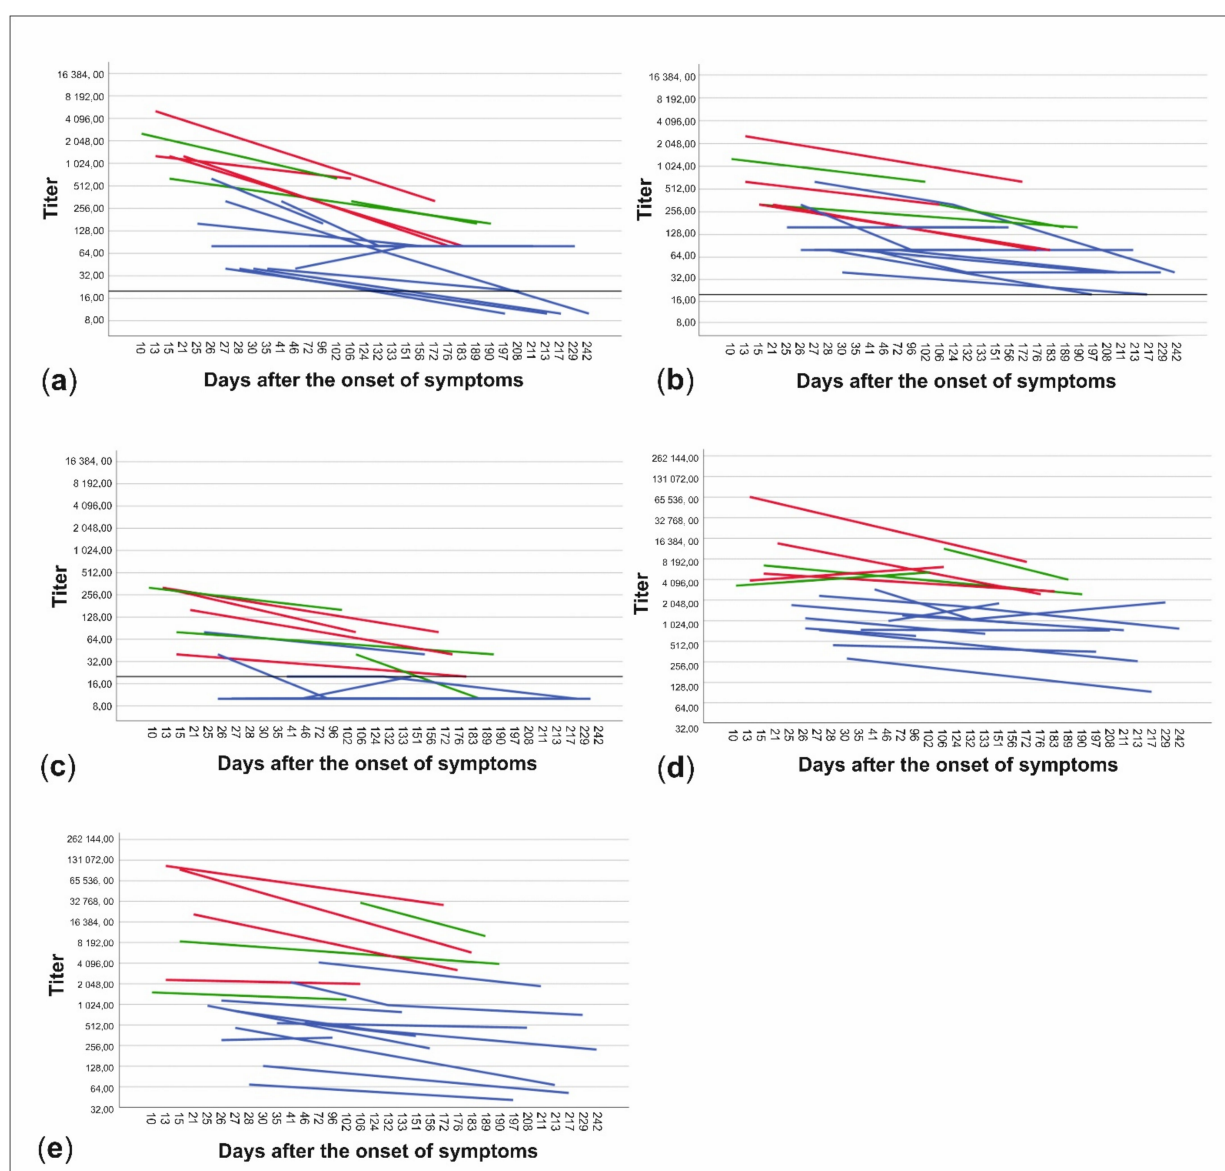 16 384, 00
8 192,00
4 096,00
2 048,00
1 024,00
512,00
256,00
128,00
64,00
32,00
16,00
8,00
Titer
10 13 15 21 25 26 27 28 30 35 41 46 72 96 102 106 124 132 133 151 156 172 176 183 189 190 197 208 211 213 217 229 242
(a) Days after the onset of symptoms
16 384, 00
8 192,00
4 096,00
2 048,00
1 024,00
512,00
256,00
128,00
64,00
32,00
16,00
8,00
Titer
10 13 15 21 25 26 27 28 30 35 41 46 72 96 102 106 124 132 133 151 156 172 176 183 189 190 197 208 211 213 217 229 242
(b) Days after the onset of symptoms
16 384, 00
8 192,00
4 096,00
2 048,00
1 024,00
512,00
256,00
128,00
64,00
32,00
16,00
8,00
Titer
10 13 15 21 25 26 27 28 30 35 41 46 72 96 102 106 124 132 133 151 156 172 176 183 189 190 197 208 211 213 217 229 242
(c) Days after the onset of symptoms
262 144,00
131 072,00
65 536, 00
32 768, 00
16 384,00
8 192,00
4 096,00
2 048,00
1 024,00
512,00
256,00
128,00
64,00
32,00
Titer
10 13 15 21 25 26 27 28 30 35 41 46 72 96 102 106 124 132 133 151 156 172 176 183 189 190 197 208 211 213 217 229 242
(d) Days after the onset of symptoms
262 144,00
131 072,00
65 536,00
32 768,00
16 384,00
8 192,00
4 096,00
2 048,00
1 024,00
512,00
256,00
128,00
64,00
32,00
Titer
10 13 15 21 25 26 27 28 30 35 41 46 72 96 102 106 124 132 133 151 156 172 176 183 189 190 197 208 211 213 217 229 242
(e) Days after the onset of symptoms